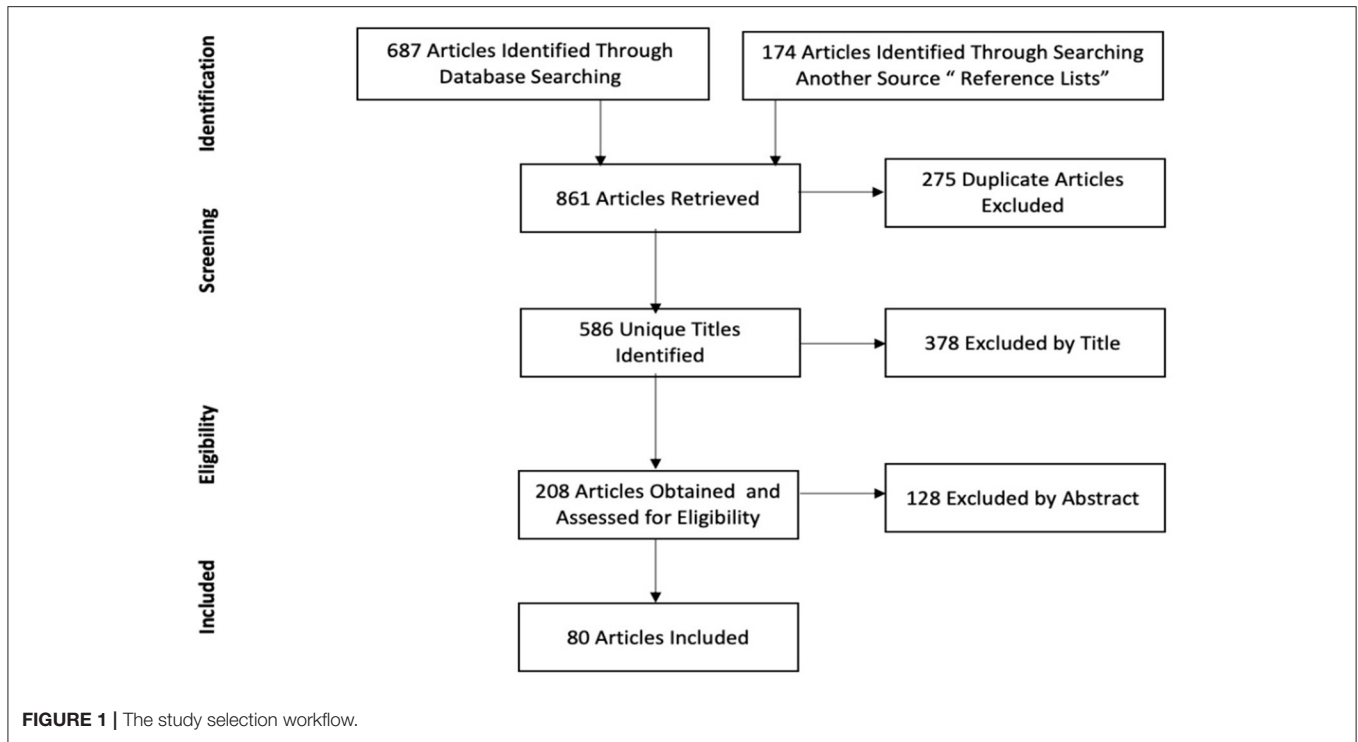 Identification
687 Articles Identified Through
Database Searching
174 Articles Identified Through Searching
Another Source “ Reference Lists”
Screening
861 Articles Retrieved
275 Duplicate Articles
Excluded
586 Unique Titles
Identified
378 Excluded by Title
Eligibility
208 Articles Obtained and
Assessed for Eligibility
128 Excluded by Abstract
Included
80 Articles Included
FIGURE 1 | The study selection workflow.